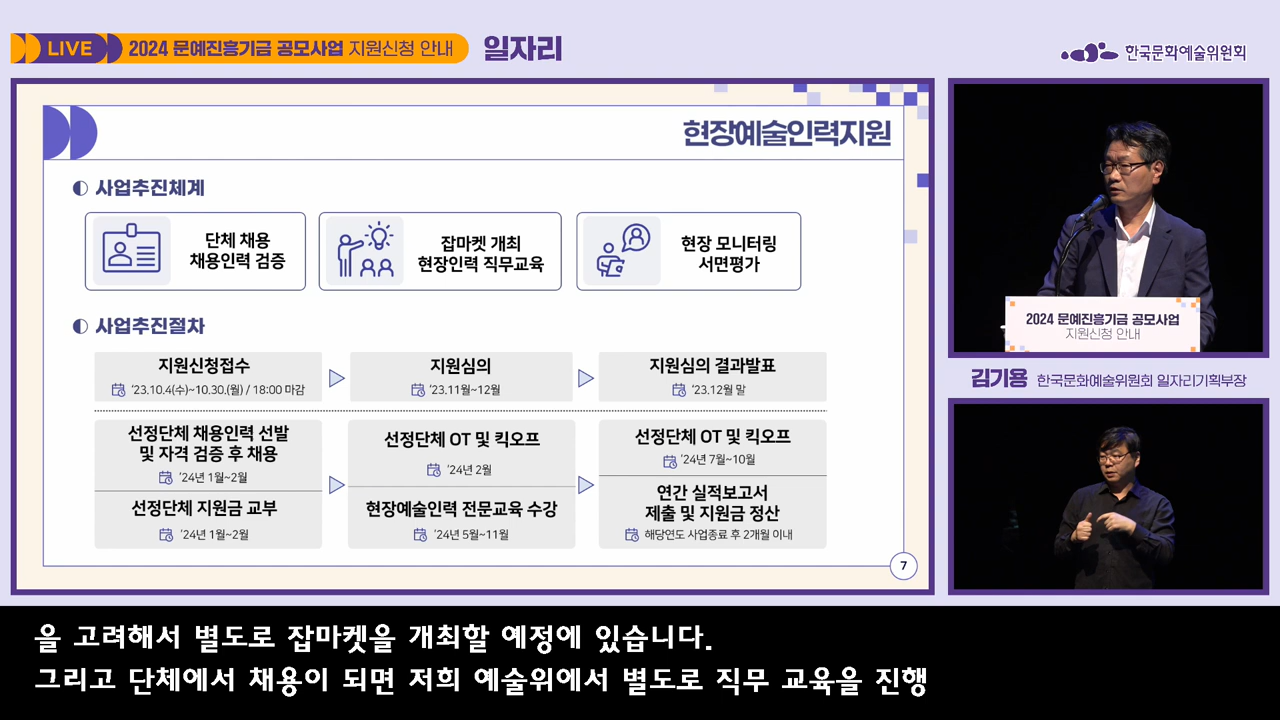 LIVE 2024 문예진흥기금 공모사업 지원신청 안내 일자리
한국문화예술위원회
현장예술인력지원
사업추진체계
단체 채용
채용인력 검증
잡마켓 개최
현장인력 직무교육
현장 모니터링
서면평가
사업추진절차
지원신청접수
'23.10.4(수)~10.30.(월) / 18:00 마감
지원심의
'23.11월~12월
지원심의 결과발표
'23.12월 말
선정단체 채용인력 선발
및 자격 검증 후 채용
'24년 1월~2월
선정단체 지원금 교부
'24년 1월~2월
선정단체 OT 및 킥오프
'24년 2월
현장예술인력 전문교육 수강
'24년 5월~11월
선정단체 OT 및 킥오프
'24년 7월~10월
연간 실적보고서
제출 및 지원금 정산
해당연도 사업종료 후 2개월 이내
7
2024 문예진흥기금 공모사업
지원신청 안내
김기용 한국문화예술위원회 일자리기획부장
을 고려해서 별도로 잡마켓을 개최할 예정에 있습니다.
그리고 단체에서 채용이 되면 저희 예술위에서 별도로 직무 교육을 진행